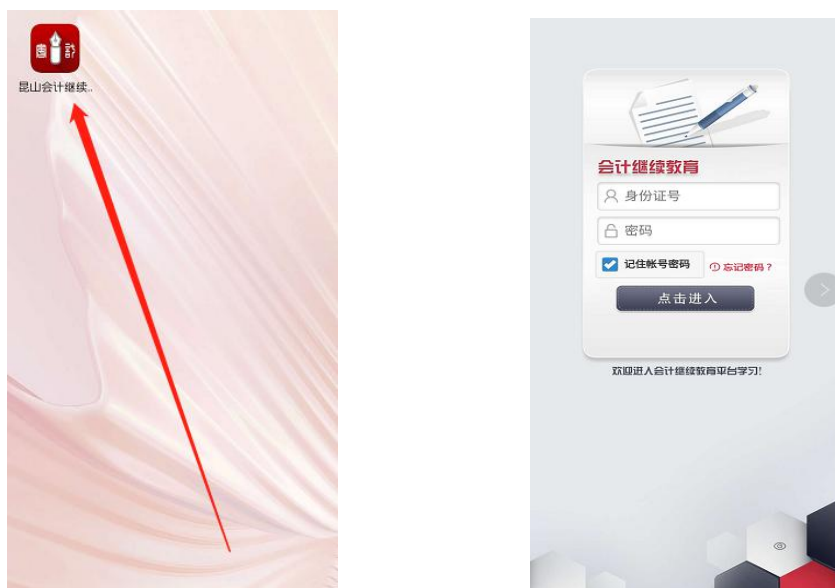 昆山会计继续..
会计继续教育
身份证号
密码
记住帐号密码
忘记密码？
点击进入
欢迎进入会计继续教育平台学习!